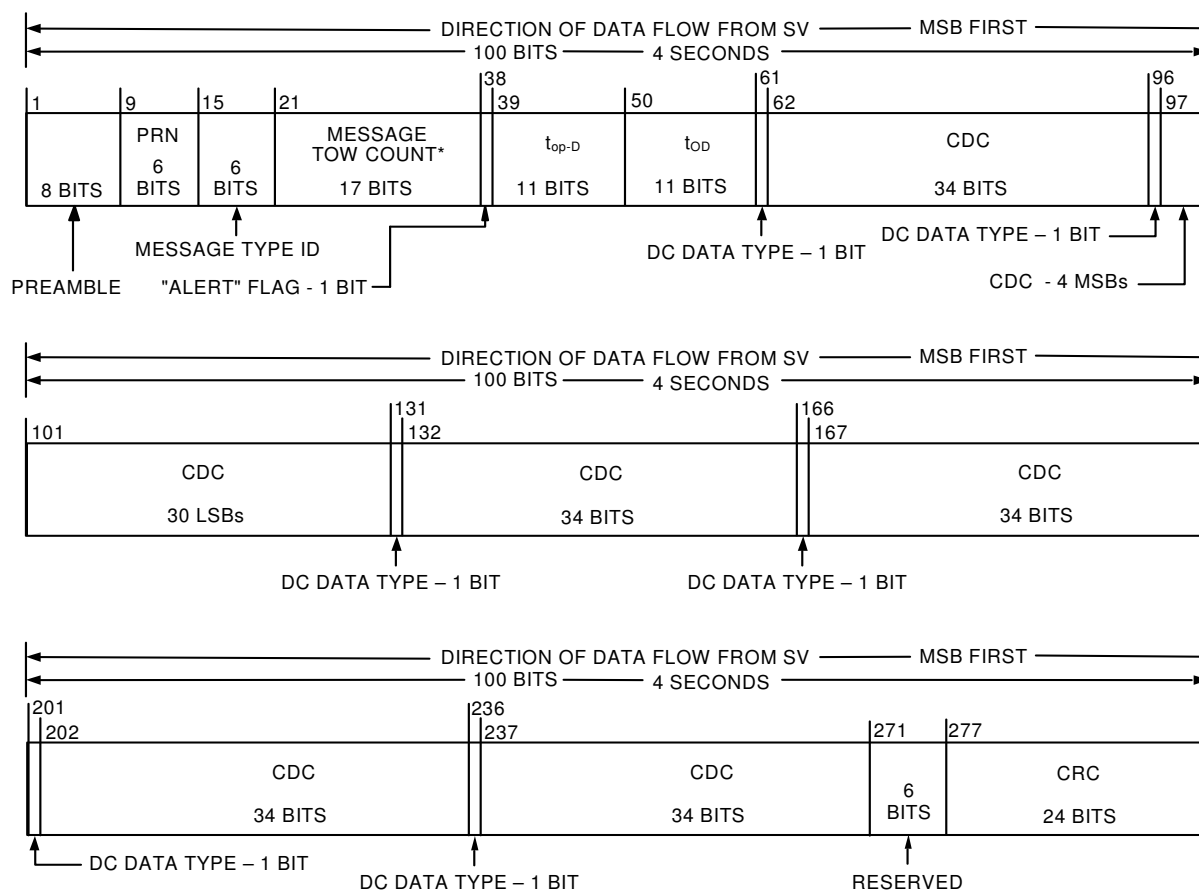 DIRECTION OF DATA FLOW FROM SV MSB FIRST
100 BITS 4 SECONDS
1 9 15 21 38 39 50 61 62 96 97
8 BITS
PRN
6
BITS
6
BITS
MESSAGE
TOW COUNT*
17 BITS
top-D
11 BITS
tOD
11 BITS
CDC
34 BITS
PREAMBLE
MESSAGE TYPE ID
"ALERT" FLAG - 1 BIT
DC DATA TYPE – 1 BIT
DC DATA TYPE – 1 BIT
CDC - 4 MSBs
DIRECTION OF DATA FLOW FROM SV MSB FIRST
100 BITS 4 SECONDS
101 131 132 166 167
CDC
30 LSBs
CDC
34 BITS
CDC
34 BITS
DC DATA TYPE – 1 BIT
DC DATA TYPE – 1 BIT
DIRECTION OF DATA FLOW FROM SV MSB FIRST
100 BITS 4 SECONDS
201 202 236 237 271 277
CDC
34 BITS
CDC
34 BITS
6
BITS
CRC
24 BITS
DC DATA TYPE – 1 BIT
DC DATA TYPE – 1 BIT
RESERVED